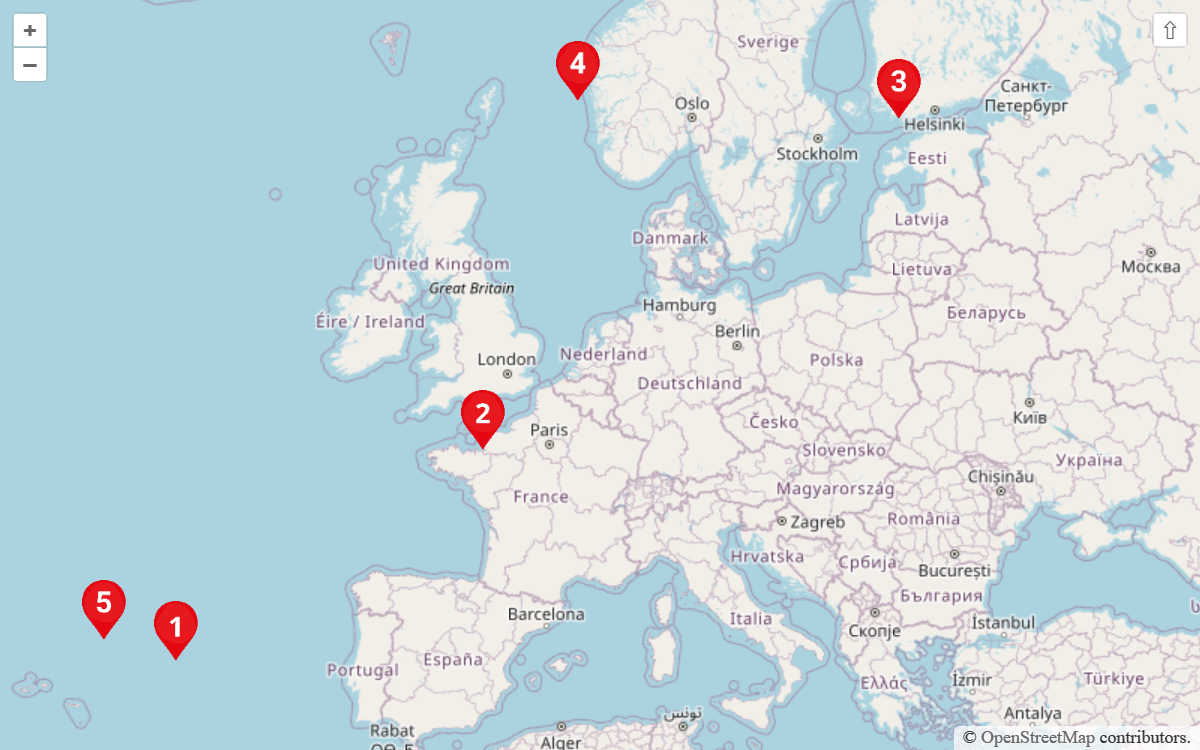 +
−
⇧
4
3
5
1
2
Sverige
Oslo
Stockholm
Helsinki
Санкт-
Петербург
Eesti
Latvija
Lietuva
Москва
Danmark
United Kingdom
Great Britain
Éire / Ireland
Hamburg
Беларусь
Berlin
London
Nederland
Polska
Deutschland
Київ
Česko
Paris
Slovensko
Україна
Chișinău
France
Magyarország
Zagreb
România
Hrvatska
Србија
București
България
Barcelona
Italia
Скопје
İstanbul
España
Portugal
Ελλάς
İzmir
Türkiye
تونس
Antalya
Rabat
Alger
© OpenStreetMap contributors.